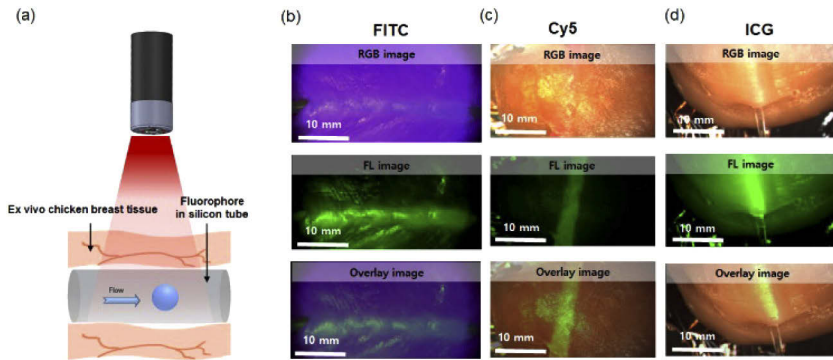 (a)
Ex vivo chicken breast tissue
Fluorophore
in silicon tube
Flow
(b)
FITC
RGB image
10 mm
FL image
10 mm
Overlay image
10 mm
(c)
Cy5
RGB image
10 mm
FL image
10 mm
Overlay image
10 mm
(d)
ICG
RGB image
10 mm
FL image
10 mm
Overlay image
10 mm